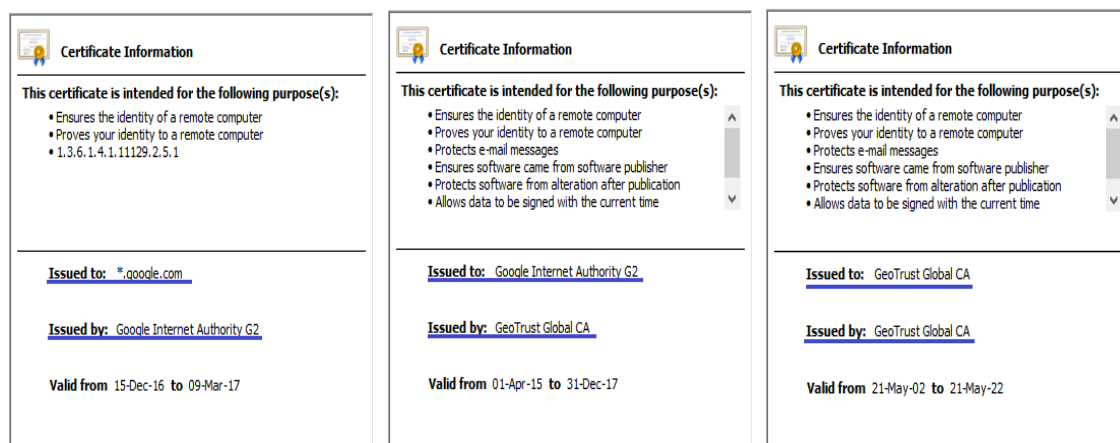 Certificate Information
This certificate is intended for the following purpose(s):
• Ensures the identity of a remote computer
• Proves your identity to a remote computer
• 1.3.6.1.4.1.11129.2.5.1
Issued to: *.google.com
Issued by: Google Internet Authority G2
Valid from 15-Dec-16 to 09-Mar-17
Certificate Information
This certificate is intended for the following purpose(s):
• Ensures the identity of a remote computer
• Proves your identity to a remote computer
• Protects e-mail messages
• Ensures software came from software publisher
• Protects software from alteration after publication
• Allows data to be signed with the current time
Issued to: Google Internet Authority G2
Issued by: GeoTrust Global CA
Valid from 01-Apr-15 to 31-Dec-17
Certificate Information
This certificate is intended for the following purpose(s):
• Ensures the identity of a remote computer
• Proves your identity to a remote computer
• Protects e-mail messages
• Ensures software came from software publisher
• Protects software from alteration after publication
• Allows data to be signed with the current time
Issued to: GeoTrust Global CA
Issued by: GeoTrust Global CA
Valid from 21-May-02 to 21-May-22